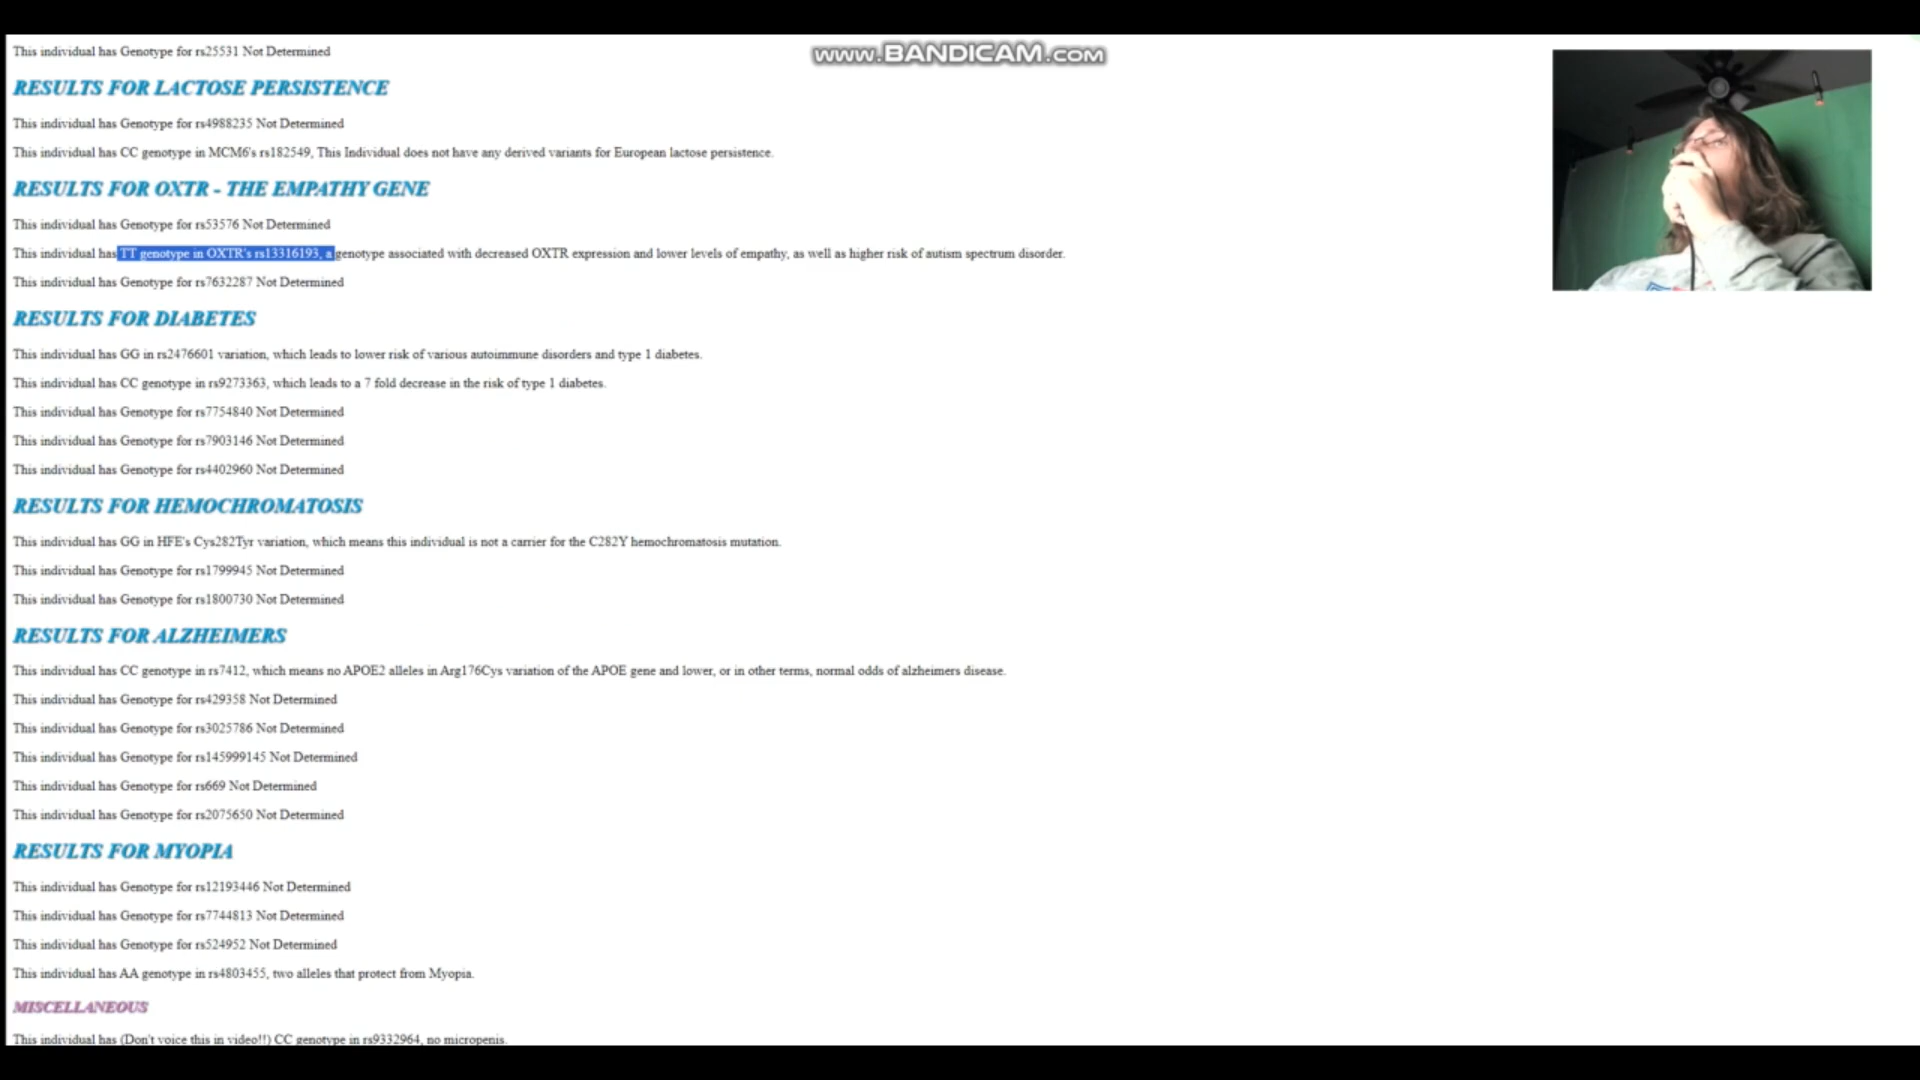 www.BANDICAM.com
This individual has Genotype for rs25531 Not Determined
RESULTS FOR LACTOSE PERSISTENCE
This individual has Genotype for rs4988235 Not Determined
This individual has CC genotype in MCM6's rs182549, This Individual does not have any derived variants for European lactose persistence.
RESULTS FOR OXTR - THE EMPATHY GENE
This individual has Genotype for rs53576 Not Determined
This individual has TT genotype in OXTR's rs13316193, a genotype associated with decreased OXTR expression and lower levels of empathy, as well as higher risk of autism spectrum disorder.
This individual has Genotype for rs7632287 Not Determined
RESULTS FOR DIABETES
This individual has GG in rs2476601 variation, which leads to lower risk of various autoimmune disorders and type 1 diabetes.
This individual has CC genotype in rs9273363, which leads to a 7 fold decrease in the risk of type 1 diabetes.
This individual has Genotype for rs7754840 Not Determined
This individual has Genotype for rs7903146 Not Determined
This individual has Genotype for rs4402960 Not Determined
RESULTS FOR HEMOCHROMATOSIS
This individual has GG in HFE's Cys282Tyr variation, which means this individual is not a carrier for the C282Y hemochromatosis mutation.
This individual has Genotype for rs1799945 Not Determined
This individual has Genotype for rs1800730 Not Determined
RESULTS FOR ALZHEIMERS
This individual has CC genotype in rs7412, which means no APOE2 alleles in Arg176Cys variation of the APOE gene and lower, or in other terms, normal odds of alzheimers disease.
This individual has Genotype for rs429358 Not Determined
This individual has Genotype for rs3025786 Not Determined
This individual has Genotype for rs145999145 Not Determined
This individual has Genotype for rs669 Not Determined
This individual has Genotype for rs2075650 Not Determined
RESULTS FOR MYOPIA
This individual has Genotype for rs12193446 Not Determined
This individual has Genotype for rs7744813 Not Determined
This individual has Genotype for rs524952 Not Determined
This individual has AA genotype in rs4803455, two alleles that protect from Myopia.
MISCELLANEOUS
This individual has (Don't voice this in video!!) CC genotype in rs9332964, no micropenis.